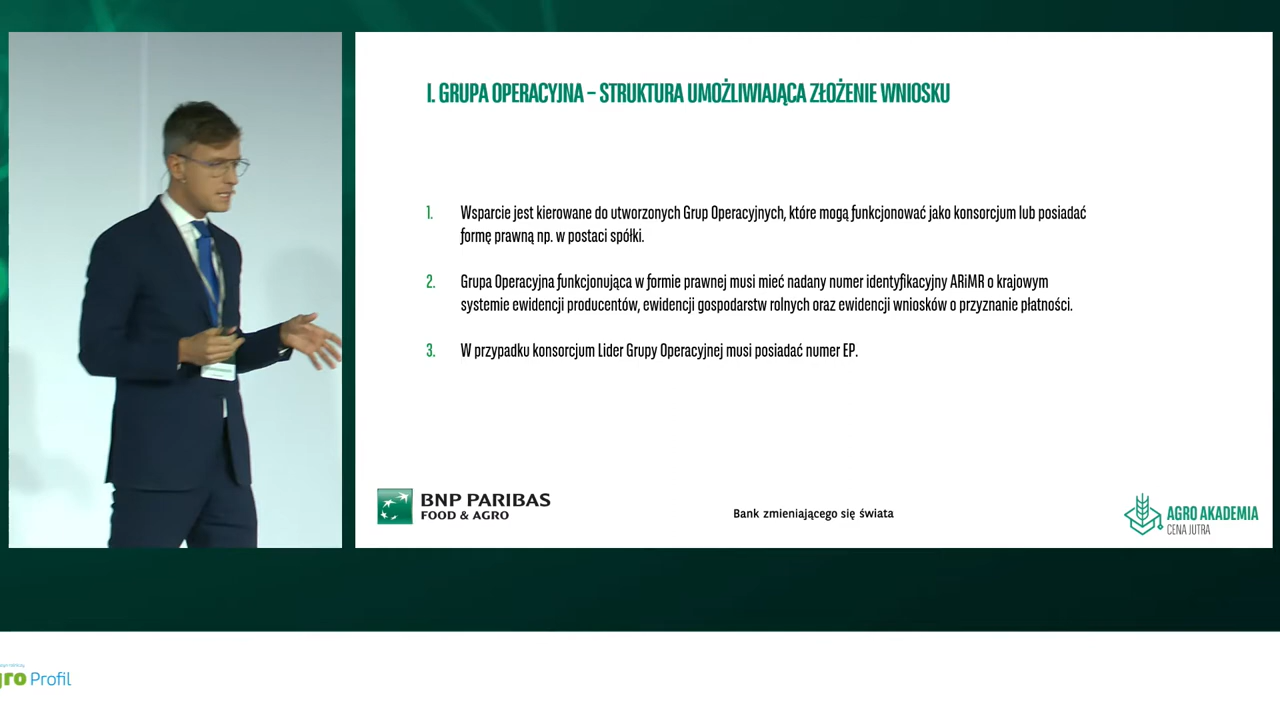 I. GRUPA OPERACYJNA – STRUKTURA UMOŻLIWIAJĄCA ZŁOŻENIE WNIOSKU
1. Wsparcie jest kierowane do utworzonych Grup Operacyjnych, które mogą funkcjonować jako konsorcjum lub posiadać
formę prawną np. w postaci spółki.
2. Grupa Operacyjna funkcjonująca w formie prawnej musi mieć nadany numer identyfikacyjny ARiMR o krajowym
systemie ewidencji producentów, ewidencji gospodarstw rolnych oraz ewidencji wniosków o przyznanie płatności.
3. W przypadku konsorcjum Lider Grupy Operacyjnej musi posiadać numer EP.
BNP PARIBAS
FOOD & AGRO
Bank zmieniającego się świata
AGRO AKADEMIA
CENA JUTRA
gro Profil